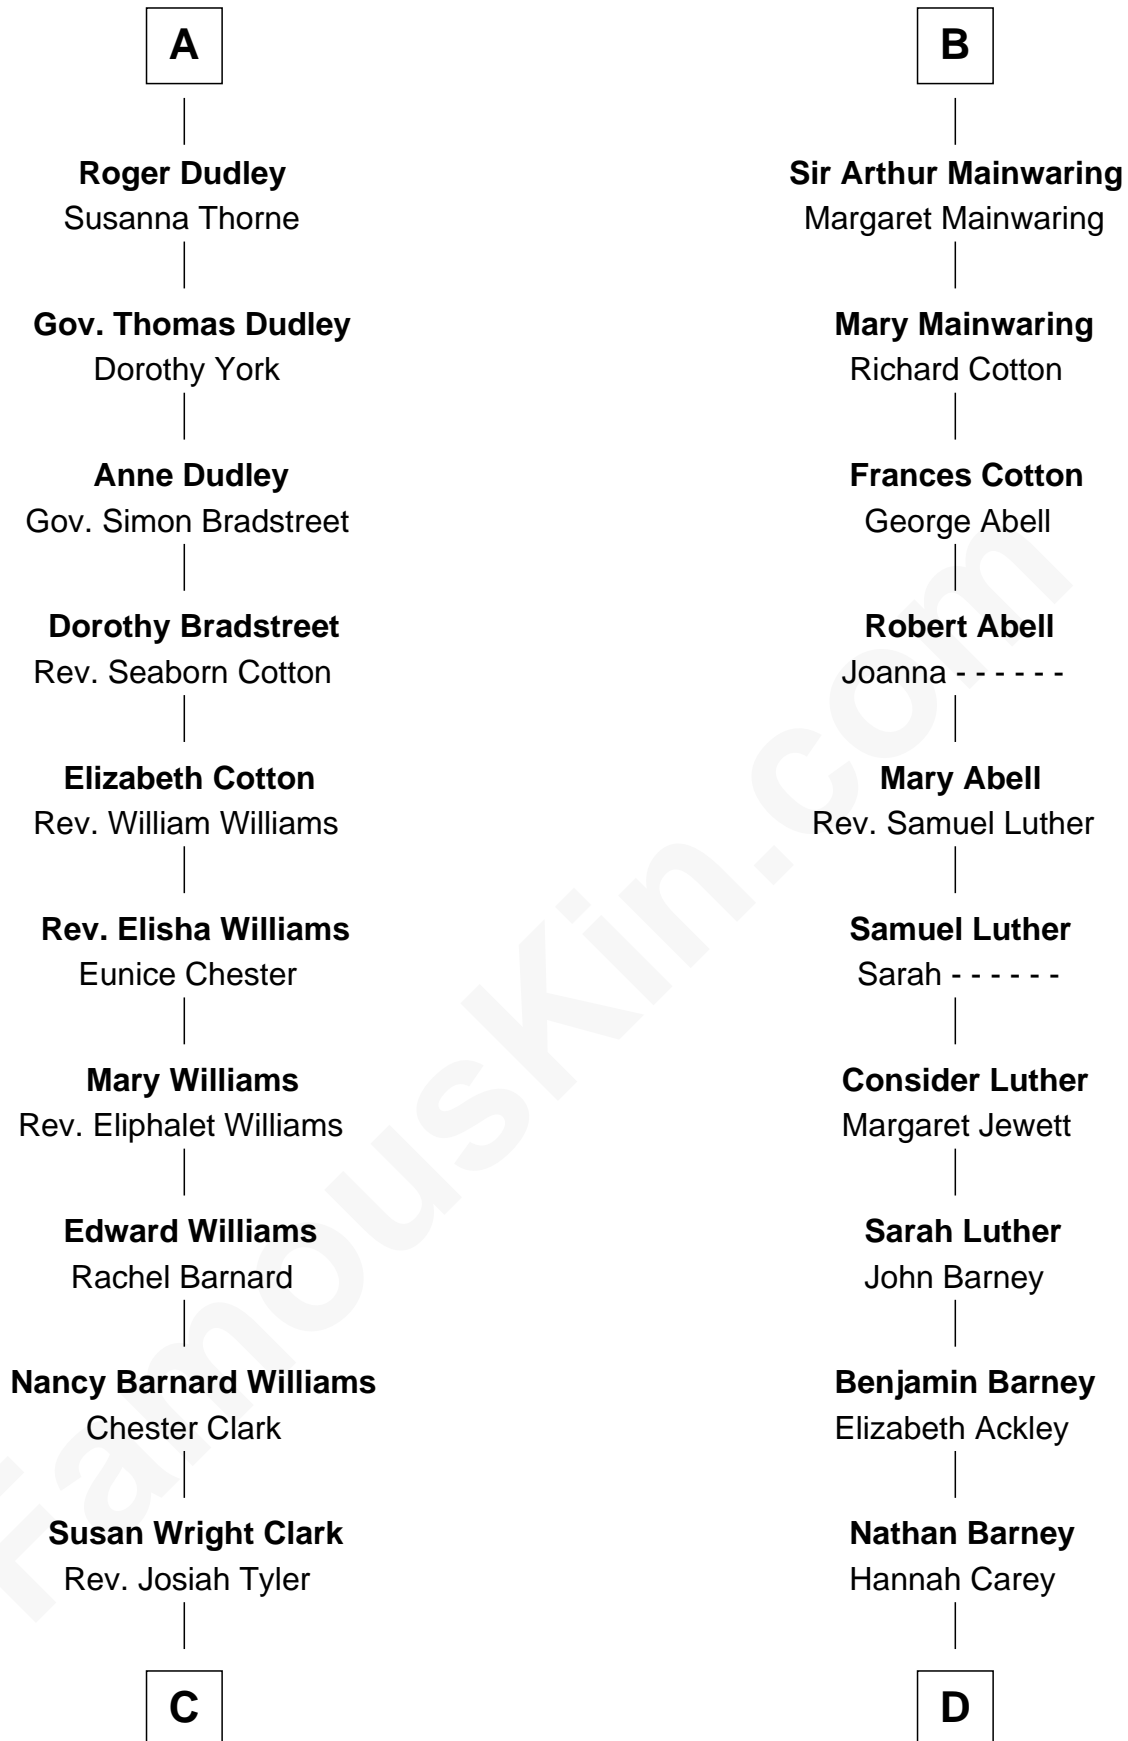 A
Roger Dudley
Susanna Thorne
Gov. Thomas Dudley
Dorothy York
Anne Dudley
Gov. Simon Bradstreet
Dorothy Bradstreet
Rev. Seaborn Cotton
Elizabeth Cotton
Rev. William Williams
Rev. Elisha Williams
Eunice Chester
Mary Williams
Rev. Eliphalet Williams
Edward Williams
Rachel Barnard
Nancy Barnard Williams
Chester Clark
Susan Wright Clark
Rev. Josiah Tyler
C
B
Sir Arthur Mainwaring
Margaret Mainwaring
Mary Mainwaring
Richard Cotton
Frances Cotton
George Abell
Robert Abell
Joanna - - - - - -
Mary Abell
Rev. Samuel Luther
Samuel Luther
Sarah - - - - - -
Consider Luther
Margaret Jewett
Sarah Luther
John Barney
Benjamin Barney
Elizabeth Ackley
Nathan Barney
Hannah Carey
D
FamousKin.com